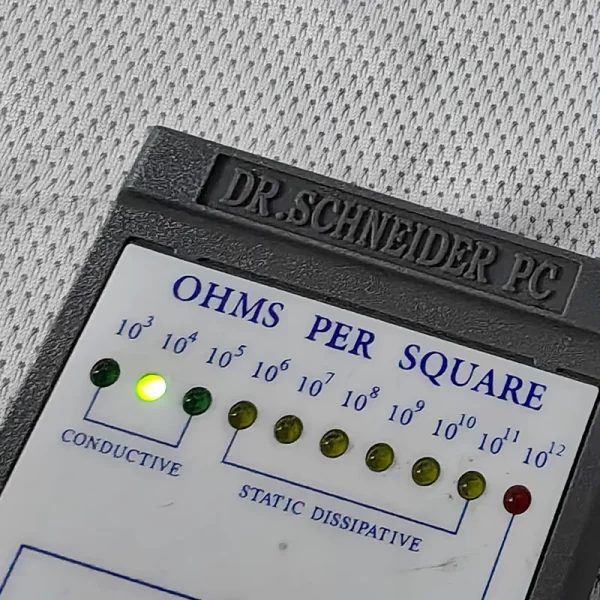 DR.SCHNEIDER PC
OHMS PER SQUARE
10³ 10⁴ 10⁵ 10⁶ 10⁷ 10⁸ 10⁹ 10¹⁰ 10¹¹ 10¹²
CONDUCTIVE
STATIC DISSIPATIVE